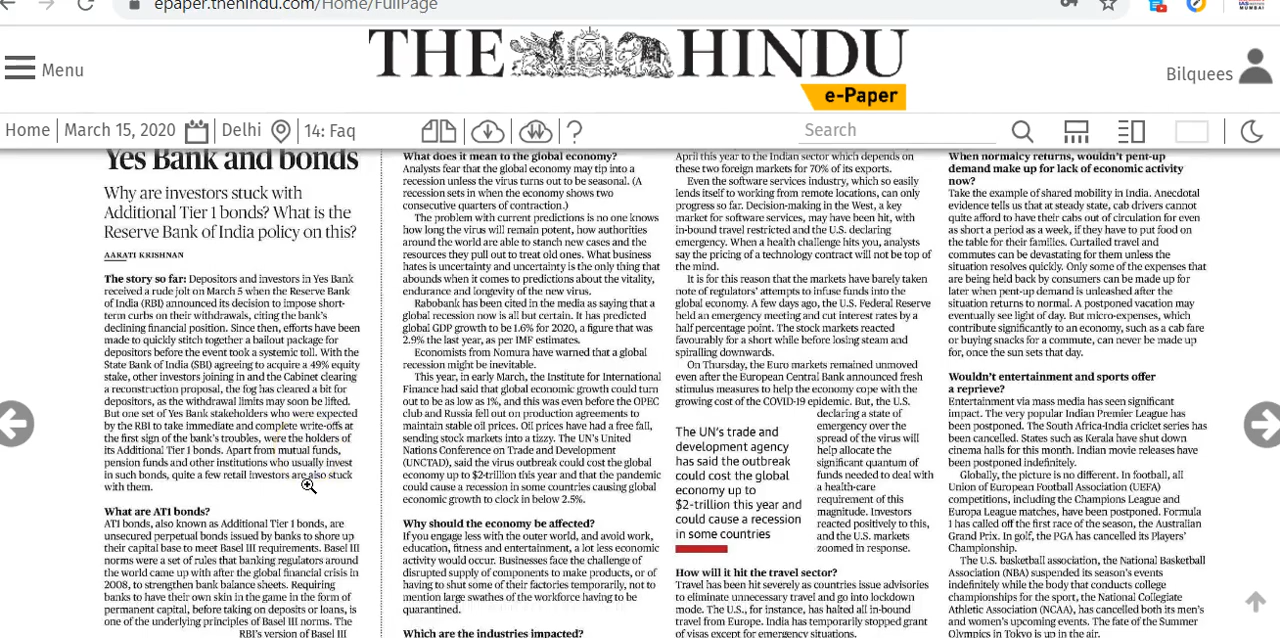 epaper.thehindu.com/Home/FullPage
THE HINDU
e-Paper
Menu
Bilquees
Home
March 15, 2020
Delhi
14: Faq
Search
Yes Bank and bonds
Why are investors stuck with
Additional Tier 1 bonds? What is the
Reserve Bank of India policy on this?
AARATI KRISHNAN
The story so far: Depositors and investors in Yes Bank
received a rude jolt on March 5 when the Reserve Bank
of India (RBI) announced its decision to impose short-
term curbs on their withdrawals, citing the bank's
declining financial position. Since then, efforts have been
made to quickly stitch together a bailout package for
depositors before the event took a systemic toll. With the
State Bank of India (SBI) agreeing to acquire a 49% equity
stake, other investors joining in and the Cabinet clearing
a reconstruction proposal, the fog has cleared a bit for
depositors, as the withdrawal limits may soon be lifted.
But one set of Yes Bank stakeholders who were expected
by the RBI to take immediate and complete write-offs at
the first sign of the bank's troubles, were the holders of
its Additional Tier 1 bonds. Apart from mutual funds,
pension funds and other institutions who usually invest
in such bonds, quite a few retail investors are also stuck
with them.
What are AT1 bonds?
AT1 bonds, also known as Additional Tier 1 bonds, are
unsecured perpetual bonds issued by banks to shore up
their capital base to meet Basel III requirements. Basel III
norms were a set of rules that banking regulators around
the world came up with after the global financial crisis in
2008, to strengthen bank balance sheets. Requiring
banks to have their own skin in the game in the form of
permanent capital, before taking on deposits or loans, is
one of the underlying principles of Basel III norms. The
RBI's version of Basel III
What does it mean to the global economy?
Analysts fear that the global economy may tip into a
recession unless the virus turns out to be seasonal. (A
recession sets in when the economy shows two
consecutive quarters of contraction.)
The problem with current predictions is no one knows
how long the virus will remain potent, how authorities
around the world are able to stanch new cases and the
resources they pull out to treat old ones. What business
hates is uncertainty and uncertainty is the only thing that
abounds when it comes to predictions about the vitality,
endurance and longevity of the new virus.
Rabobank has been cited in the media as saying that a
global recession now is all but certain. It has predicted
global GDP growth to be 1.6% for 2020, a figure that was
2.9% the last year, as per IMF estimates.
Economists from Nomura have warned that a global
recession might be inevitable.
This year, in early March, the Institute for International
Finance had said that global economic growth could turn
out to be as low as 1%, and this was even before the OPEC
club and Russia fell out on production agreements to
maintain stable oil prices. Oil prices have had a free fall,
sending stock markets into a tizzy. The UN's United
Nations Conference on Trade and Development
(UNCTAD), said the virus outbreak could cost the global
economy up to $2trillion this year and that the pandemic
could cause a recession in some countries causing global
economic growth to clock in below 2.5%.
Why should the economy be affected?
If you engage less with the outer world, and avoid work,
education, fitness and entertainment, a lot less economic
activity would occur. Businesses face the challenge of
disrupted supply of components to make products, or of
having to shut some of their factories temporarily, not to
mention large swathes of the workforce having to be
quarantined.
Which are the industries impacted?
April this year to the Indian sector which depends on
these two foreign markets for 70% of its exports.
Even the software services industry, which so easily
lends itself to working from remote locations, can only
progress so far. Decision-making in the West, a key
market for software services, may have been hit, with
in-bound travel restricted and the U.S. declaring
emergency. When a health challenge hits you, analysts
say the pricing of a technology contract will not be top of
the mind.
It is for this reason that the markets have barely taken
note of regulators' attempts to infuse funds into the
global economy. A few days ago, the U.S. Federal Reserve
held an emergency meeting and cut interest rates by a
half percentage point. The stock markets reacted
favourably for a short while before losing steam and
spiralling downwards.
On Thursday, the Euro markets remained unmoved
even after the European Central Bank announced fresh
stimulus measures to help the economy cope with the
growing cost of the COVID-19 epidemic. But, the U.S.
declaring a state of
emergency over the
spread of the virus will
help allocate the
significant quantum of
funds needed to deal with
a health-care
requirement of this
magnitude. Investors
reacted positively to this,
and the U.S. markets
zoomed in response.
The UN's trade and
development agency
has said the outbreak
could cost the global
economy up to
$2-trillion this year and
could cause a recession
in some countries
How will it hit the travel sector?
Travel has been hit severely as countries issue advisories
to eliminate unnecessary travel and go into lockdown
mode. The U.S., for instance, has halted all in-bound
travel from Europe. India has temporarily stopped grant
of visas except for emergency situations.
When normalcy returns, wouldn't pent-up
demand make up for lack of economic activity
now?
Take the example of shared mobility in India. Anecdotal
evidence tells us that at steady state, cab drivers cannot
quite afford to have their cabs out of circulation for even
as short a period as a week, if they have to put food on
the table for their families. Curtailed travel and
commutes can be devastating for them unless the
situation resolves quickly. Only some of the expenses that
are being held back by consumers can be made up for
later when pent-up demand is unleashed after the
situation returns to normal. A postponed vacation may
eventually see light of day. But micro-expenses, which
contribute significantly to an economy, such as a cab fare
or buying snacks for a commute, can never be made up
for, once the sun sets that day.
Wouldn't entertainment and sports offer
a reprieve?
Entertainment via mass media has seen significant
impact. The very popular Indian Premier League has
been postponed. The South Africa-India cricket series has
been cancelled. States such as Kerala have shut down
cinema halls for this month. Indian movie releases have
been postponed indefinitely.
Globally, the picture is no different. In football, all
Union of European Football Association (UEFA)
competitions, including the Champions League and
Europa League matches, have been postponed. Formula
1 has called off the first race of the season, the Australian
Grand Prix. In golf, the PGA has cancelled its Players'
Championship.
The U.S. basketball association, the National Basketball
Association (NBA) suspended its season's events
indefinitely while the body that conducts college
championships for the sport, the National Collegiate
Athletic Association (NCAA), has cancelled both its men's
and women's upcoming events. The fate of the Summer
Olympics in Tokyo is up in the air.